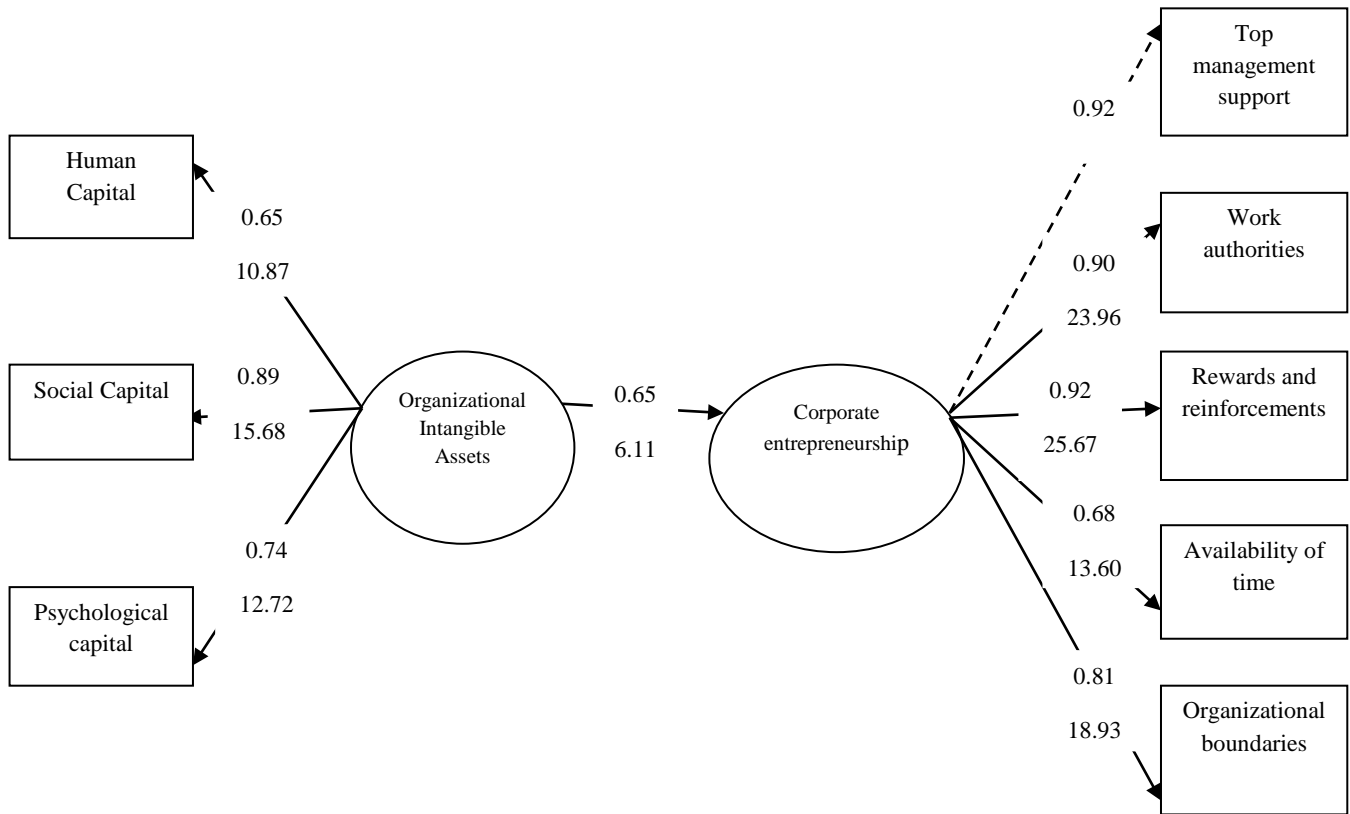 Top
management
support
0.92
Human
Capital
0.65
10.87
Work
authorities
0.90
23.96
Social Capital
0.89
15.68
Organizational
Intangible
Assets
0.65
6.11
Corporate
entrepreneurship
0.92
25.67
Rewards and
reinforcements
0.68
13.60
Availability of
time
0.74
12.72
Psychological
capital
0.81
18.93
Organizational
boundaries